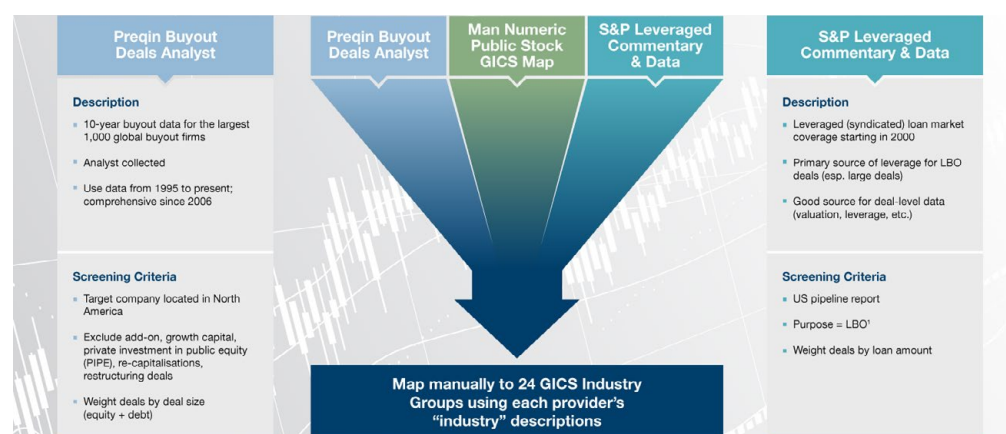 Preqin Buyout
Deals Analyst
Description
10-year buyout data for the largest
1,000 global buyout firms
Analyst collected
Use data from 1995 to present;
comprehensive since 2006
Screening Criteria
Target company located in North
America
Exclude add-on, growth capital,
private investment in public equity
(PIPE), re-capitalisations,
restructuring deals
Weight deals by deal size
(equity + debt)
Preqin Buyout
Deals Analyst
Man Numeric
Public Stock
GICS Map
S&P Leveraged
Commentary
& Data
Map manually to 24 GICS Industry
Groups using each provider's
"industry" descriptions
S&P Leveraged
Commentary & Data
Description
Leveraged (syndicated) loan market
coverage starting in 2000
Primary source of leverage for LBO
deals (esp. large deals)
Good source for deal-level data
(valuation, leverage, etc.)
Screening Criteria
US pipeline report
Purpose = LBO¹
Weight deals by loan amount